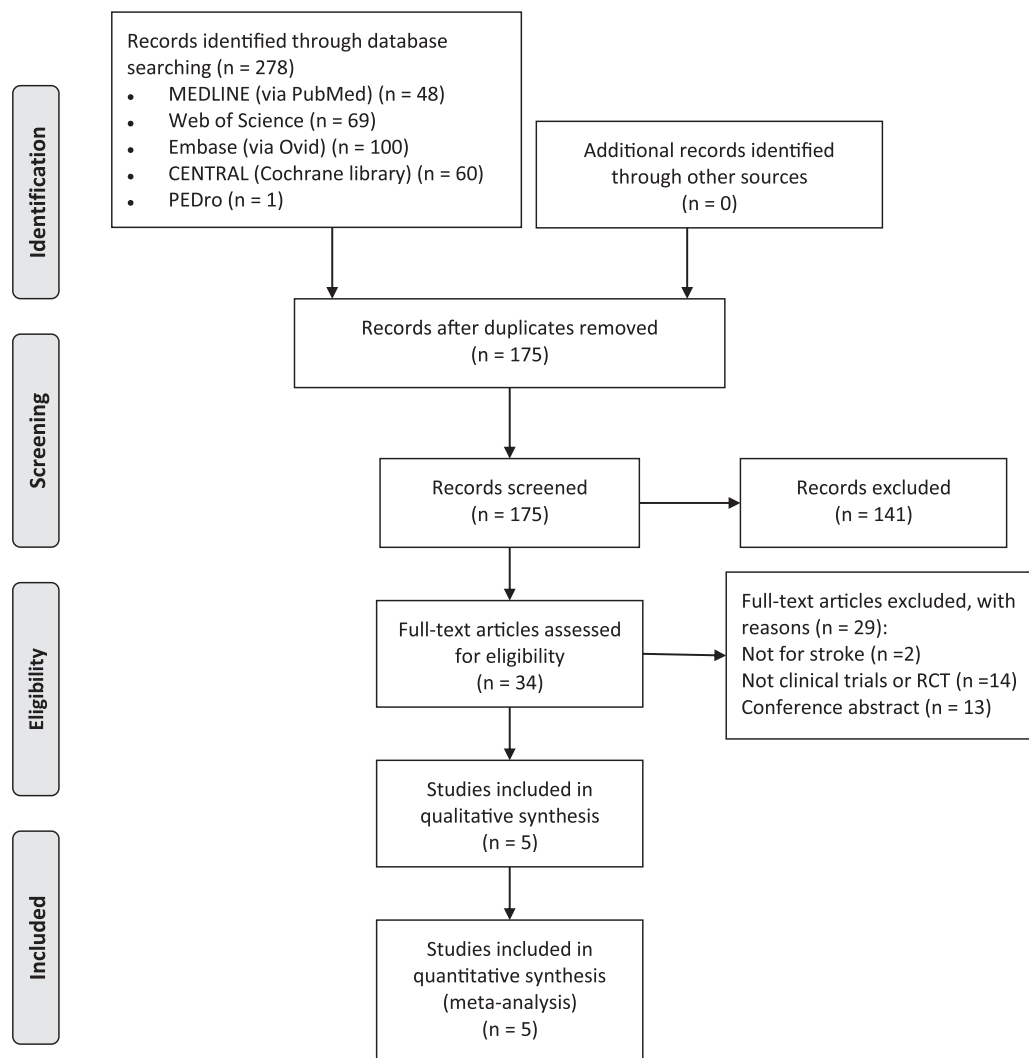 Records identified through database
searching (n = 278)
• MEDLINE (via PubMed) (n = 48)
• Web of Science (n = 69)
• Embase (via Ovid) (n = 100)
• CENTRAL (Cochrane library) (n = 60)
• PEDro (n = 1)
Additional records identified
through other sources
(n = 0)
Identification
Records after duplicates removed
(n = 175)
Screening
Records screened
(n = 175)
Records excluded
(n = 141)
Eligibility
Full-text articles assessed
for eligibility
(n = 34)
Full-text articles excluded, with
reasons (n = 29):
Not for stroke (n =2)
Not clinical trials or RCT (n =14)
Conference abstract (n = 13)
Studies included in
qualitative synthesis
(n = 5)
Included
Studies included in
quantitative synthesis
(meta-analysis)
(n = 5)